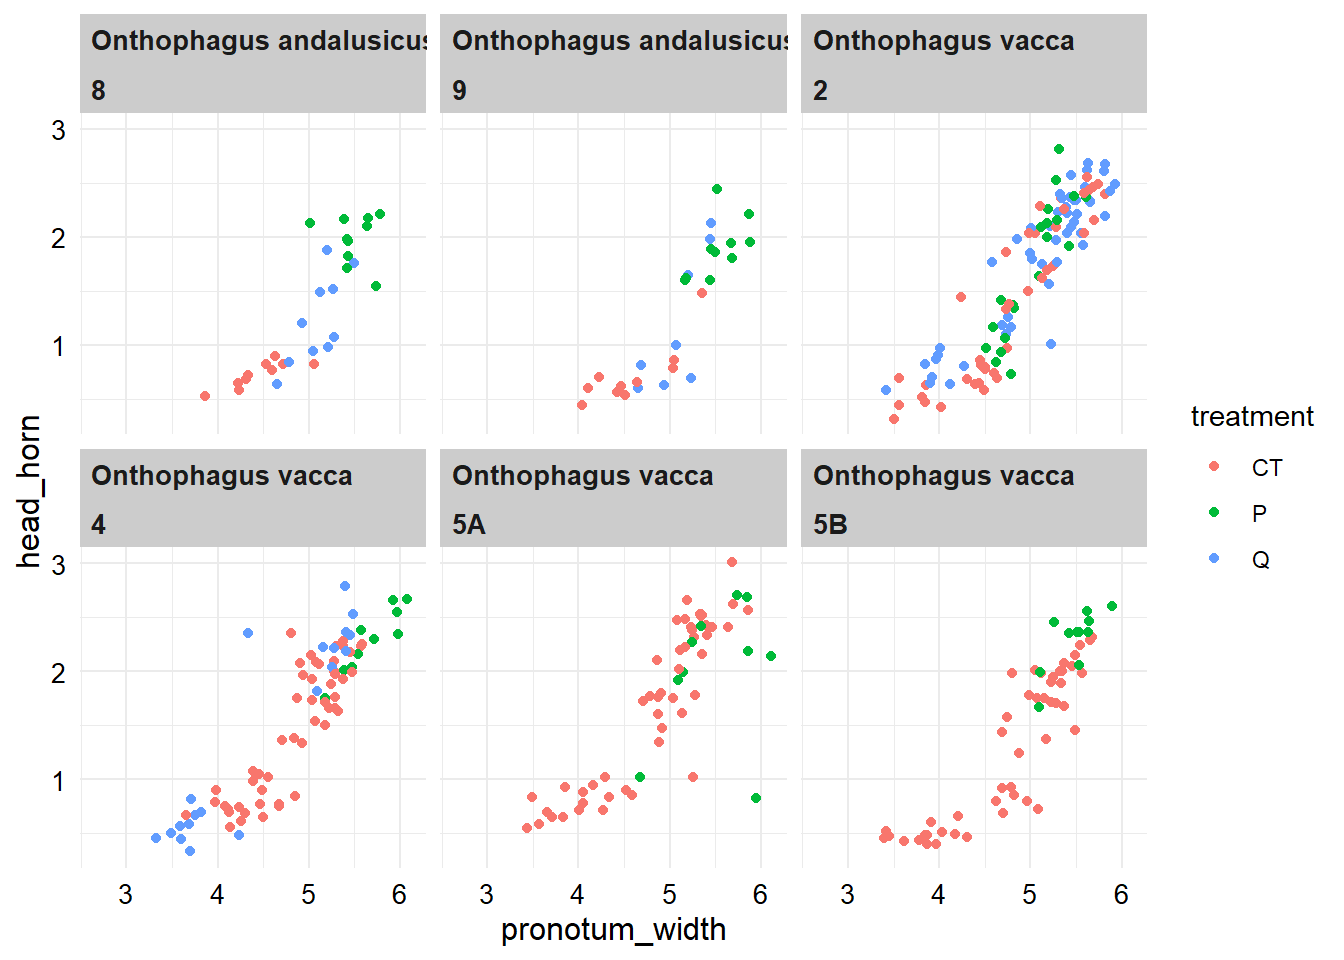 Onthophagus andalusicus Onthophagus andalusicus Onthophagus vacca
8 9 2
3
2
1
Onthophagus vacca Onthophagus vacca Onthophagus vacca
4 5A 5B
3
2
1
3 4 5 6 3 4 5 6 3 4 5 6
pronotum_width
head_horn
treatment
CT
P
Q